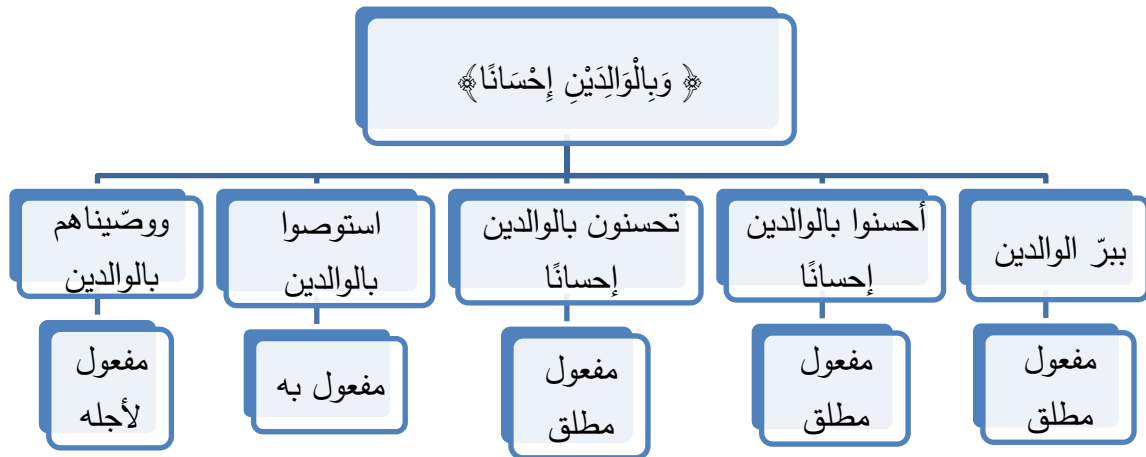 ﴿ وَبِالْوَالِدَيْنِ إِحْسَانًا﴾
ببرّ الوالدين
أحسنوا بالوالدين
إحسانًا
تحسنون بالوالدين
إحسانًا
استوصوا
بالوالدين
ووصّيناهم
بالوالدين
مفعول
مطلق
مفعول
مطلق
مفعول
مطلق
مفعول به
مفعول
لأجله